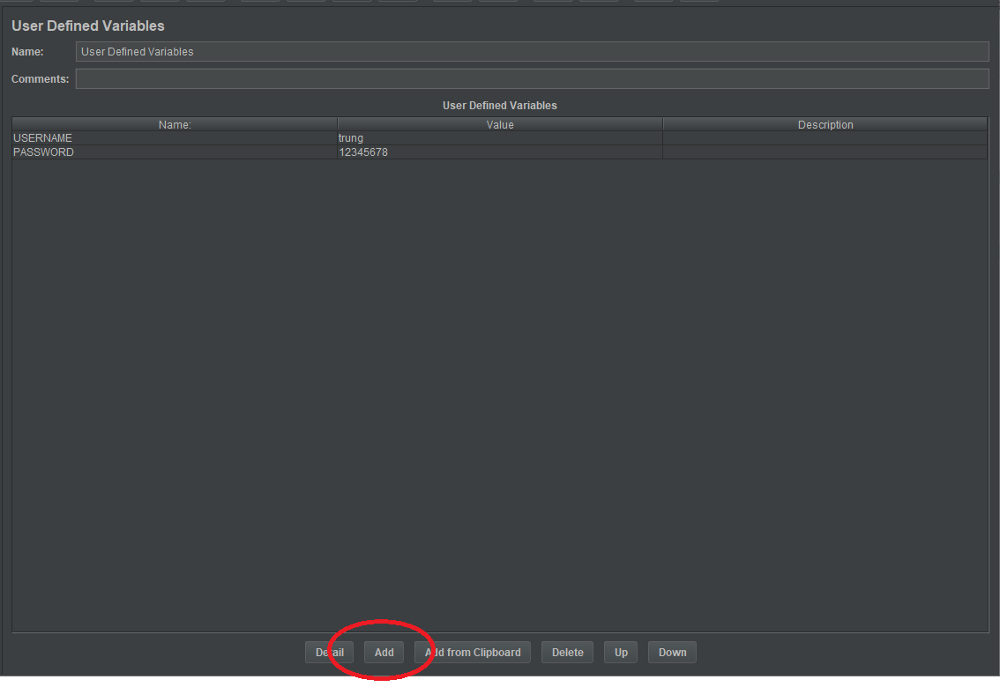 User Defined Variables
Name: User Defined Variables
Comments:
User Defined Variables
Name: Value Description
USERNAME trung
PASSWORD 12345678
Detail Add Add from Clipboard Delete Up Down